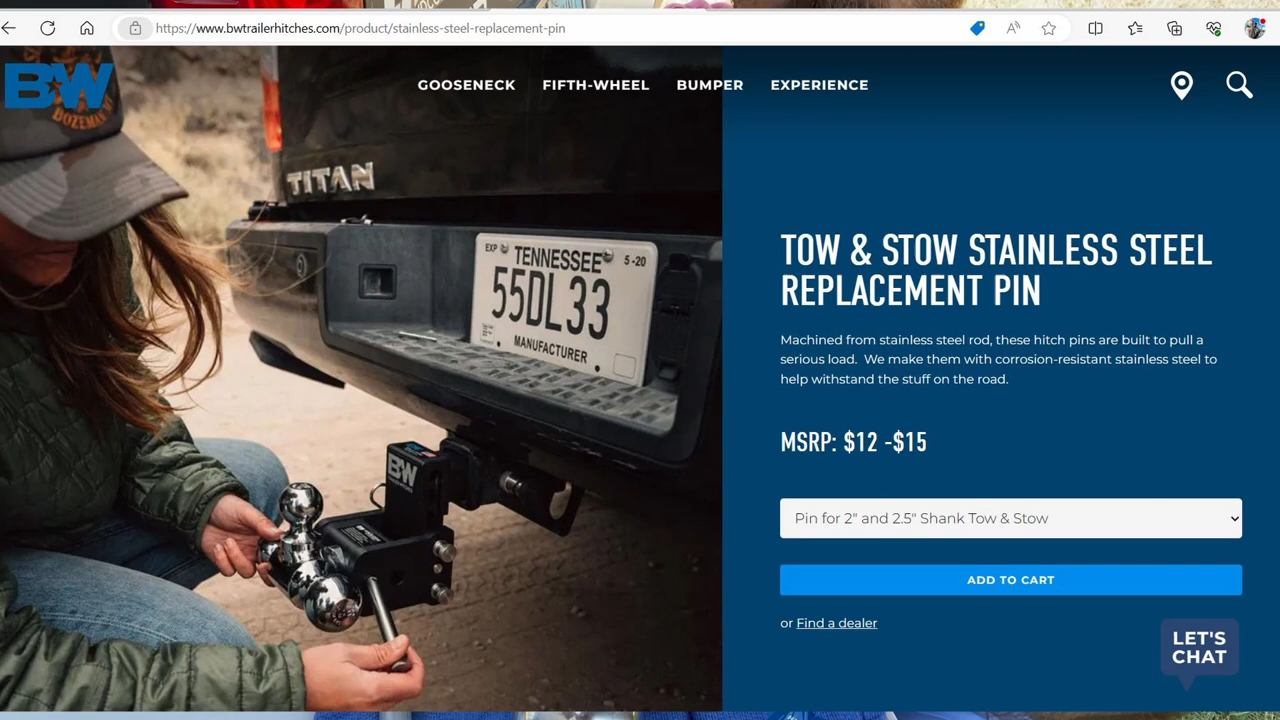 https://www.bwtrailerhitches.com/product/stainless-steel-replacement-pin
B&W
GOOSENECK FIFTH-WHEEL BUMPER EXPERIENCE
BOZEMAN
TITAN
EXP TENNESSEE 5-20
55DL33
MANUFACTURER
B&W
TOW & STOW STAINLESS STEEL
REPLACEMENT PIN
Machined from stainless steel rod, these hitch pins are built to pull a
serious load. We make them with corrosion-resistant stainless steel to
help withstand the stuff on the road.
MSRP: $12 -$15
Pin for 2" and 2.5" Shank Tow & Stow
ADD TO CART
or Find a dealer
LET'S
CHAT